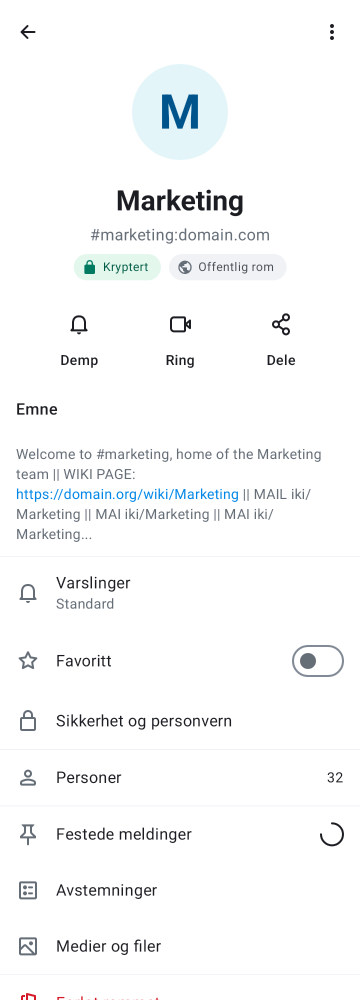 M
Marketing
#marketing:domain.com
Kryptert
Offentlig rom
Demp
Ring
Dele
Emne
Welcome to #marketing, home of the Marketing
team || WIKI PAGE:
https://domain.org/wiki/Marketing || MAIL iki/
Marketing || MAI iki/Marketing || MAI iki/
Marketing...
Varslinger
Standard
Favoritt
Sikkerhet og personvern
Personer
32
Festede meldinger
Avstemninger
Medier og filer